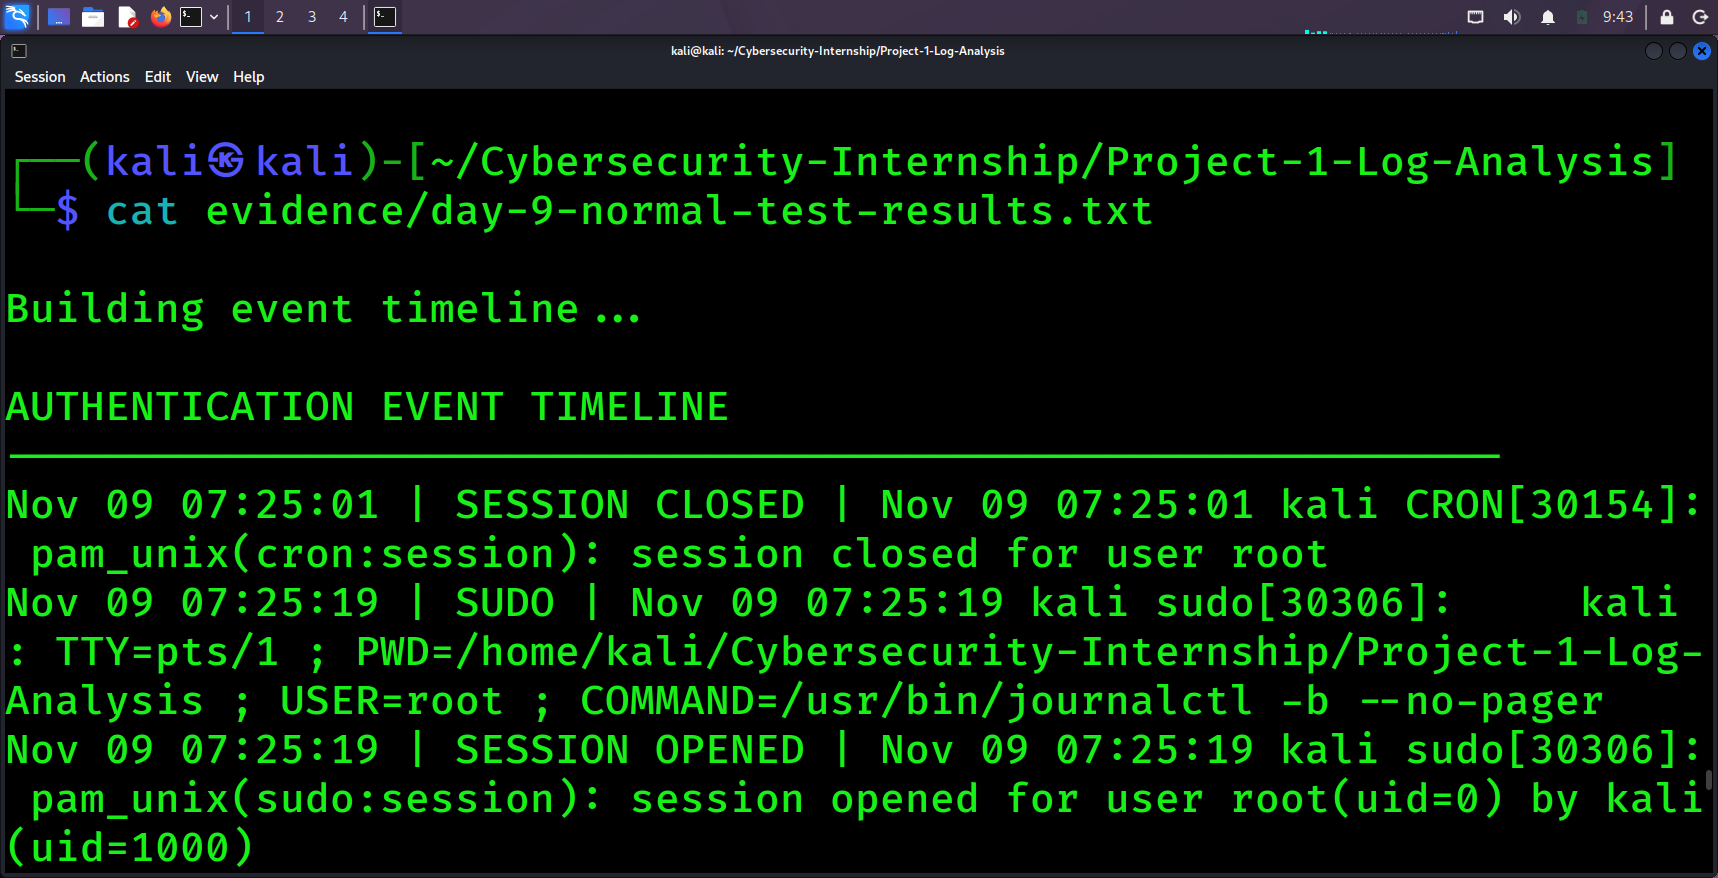 1 2 3 4 9:43
kali@kali: ~/Cybersecurity-Internship/Project-1-Log-Analysis
Session Actions Edit View Help
┌──(kali㉿kali)-[~/Cybersecurity-Internship/Project-1-Log-Analysis]
└─$ cat evidence/day-9-normal-test-results.txt
Building event timeline...
AUTHENTICATION EVENT TIMELINE
Nov 09 07:25:01 | SESSION CLOSED | Nov 09 07:25:01 kali CRON[30154]:
pam_unix(cron:session): session closed for user root
Nov 09 07:25:19 | SUDO | Nov 09 07:25:19 kali sudo[30306]:     kali
: TTY=pts/1 ; PWD=/home/kali/Cybersecurity-Internship/Project-1-Log-
Analysis ; USER=root ; COMMAND=/usr/bin/journalctl -b --no-pager
Nov 09 07:25:19 | SESSION OPENED | Nov 09 07:25:19 kali sudo[30306]:
pam_unix(sudo:session): session opened for user root(uid=0) by kali
(uid=1000)